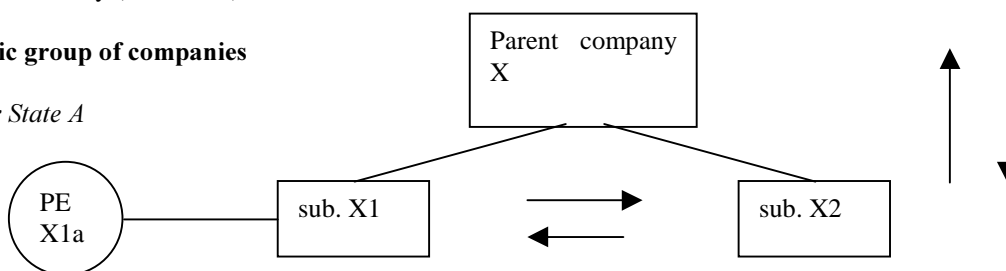 ic group of companies
State A
Parent company
X
PE
X1a
sub. X1
sub. X2